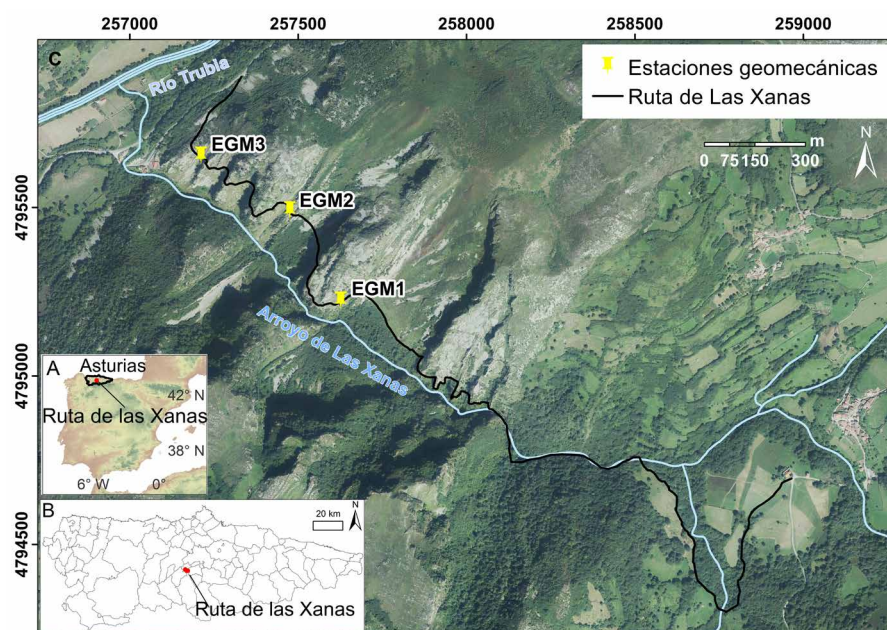 257000 257500 258000 258500 259000
C
Río Trubia
Estaciones geomecánicas
Ruta de Las Xanas
m
0 75 150 300
N
EGM3
EGM2
EGM1
Arroyo de Las Xanas
4795500
4795000
4794500
A
Asturias
42° N
Ruta de las Xanas
38° N
6° W 0°
B
20 km
N
Ruta de las Xanas